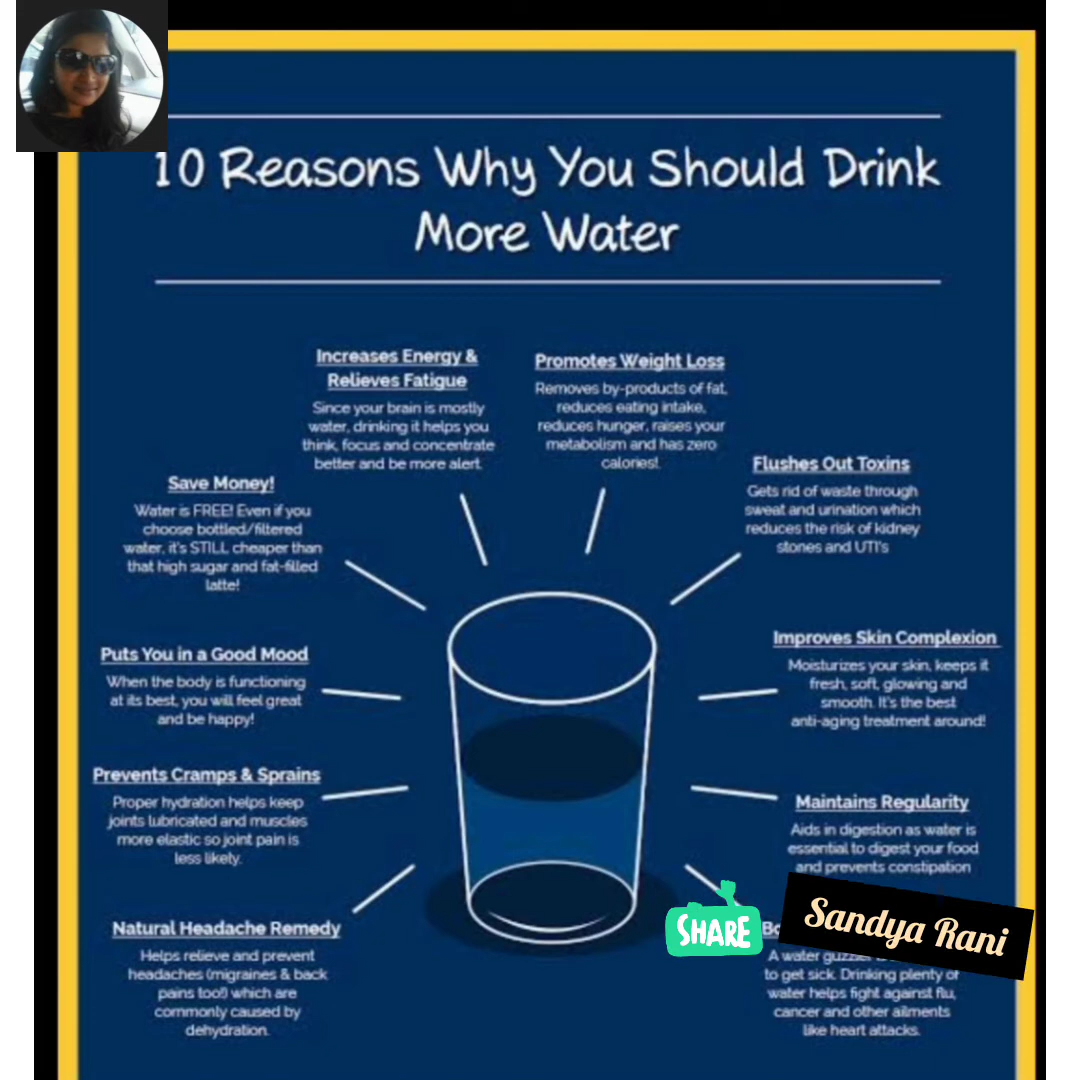 10 Reasons Why You Should Drink
More Water
Increases Energy &
Relieves Fatigue
Since your brain is mostly
water, drinking it helps you
think, focus and concentrate
better and be more alert.
Promotes Weight Loss
Removes by-products of fat,
reduces eating intake,
reduces hunger, raises your
metabolism and has zero
calories!
Flushes Out Toxins
Gets rid of waste through
sweat and urination which
reduces the risk of kidney
stones and UTI's
Improves Skin Complexion
Moisturizes your skin, keeps it
fresh, soft, glowing and
smooth. It's the best
anti-aging treatment around!
Maintains Regularity
Aids in digestion as water is
essential to digest your food
and prevents constipation
A water
to get sick. Drinking plenty of
water helps fight against flu,
cancer and other ailments
like heart attacks.
Save Money!
Water is FREE! Even if you
choose bottled/filtered
water, it's STILL cheaper than
that high sugar and fat-filled
latte!
Puts You in a Good Mood
When the body is functioning
at its best, you will feel great
and be happy!
Prevents Cramps & Sprains
Proper hydration helps keep
joints lubricated and muscles
more elastic so joint pain is
less likely.
Natural Headache Remedy
Helps relieve and prevent
headaches (migraines & back
pains too!) which are
commonly caused by
dehydration.
SHARE
Sandya Rani